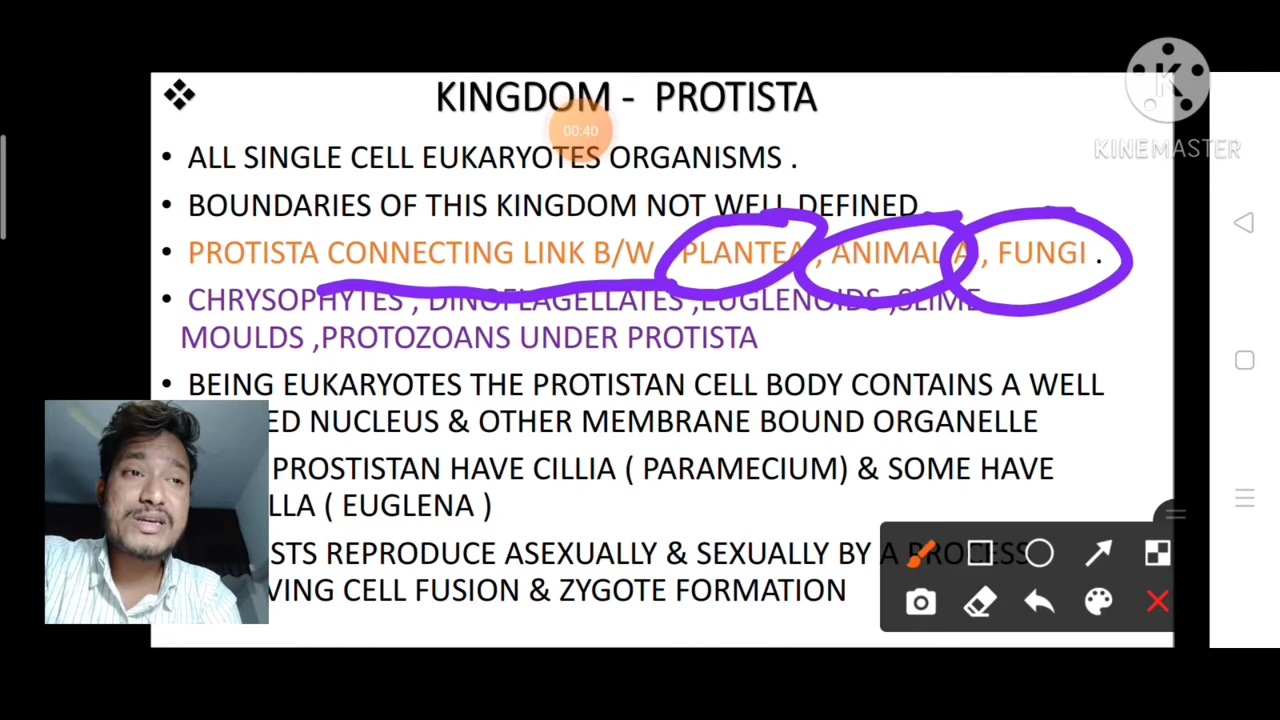 KINGDOM - PROTISTA
00:40
KINEMASTER
• ALL SINGLE CELL EUKARYOTES ORGANISMS .
• BOUNDARIES OF THIS KINGDOM NOT WELL DEFINED
• PROTISTA CONNECTING LINK B/W PLANTEA , ANIMALIA , FUNGI .
• CHRYSOPHYTES , DINOFLAGELLATES ,EUGLENOIDS ,SLIME
MOULDS ,PROTOZOANS UNDER PROTISTA
• BEING EUKARYOTES THE PROTISTAN CELL BODY CONTAINS A WELL
ED NUCLEUS & OTHER MEMBRANE BOUND ORGANELLE
PROSTISTAN HAVE CILLIA ( PARAMECIUM) & SOME HAVE
LLA ( EUGLENA )
STS REPRODUCE ASEXUALLY & SEXUALLY BY A PROCESS
VING CELL FUSION & ZYGOTE FORMATION